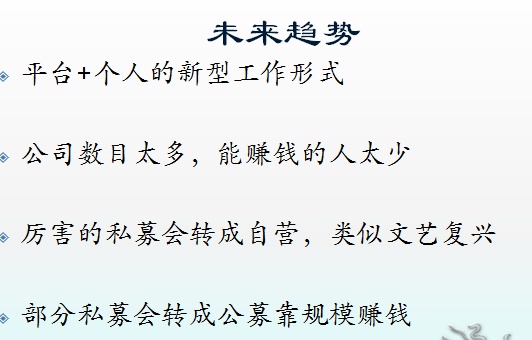 未来趋势
平台+个人的新型工作形式
公司数目太多，能赚钱的人太少
厉害的私募会转成自营，类似文艺复兴
部分私募会转成公募靠规模赚钱